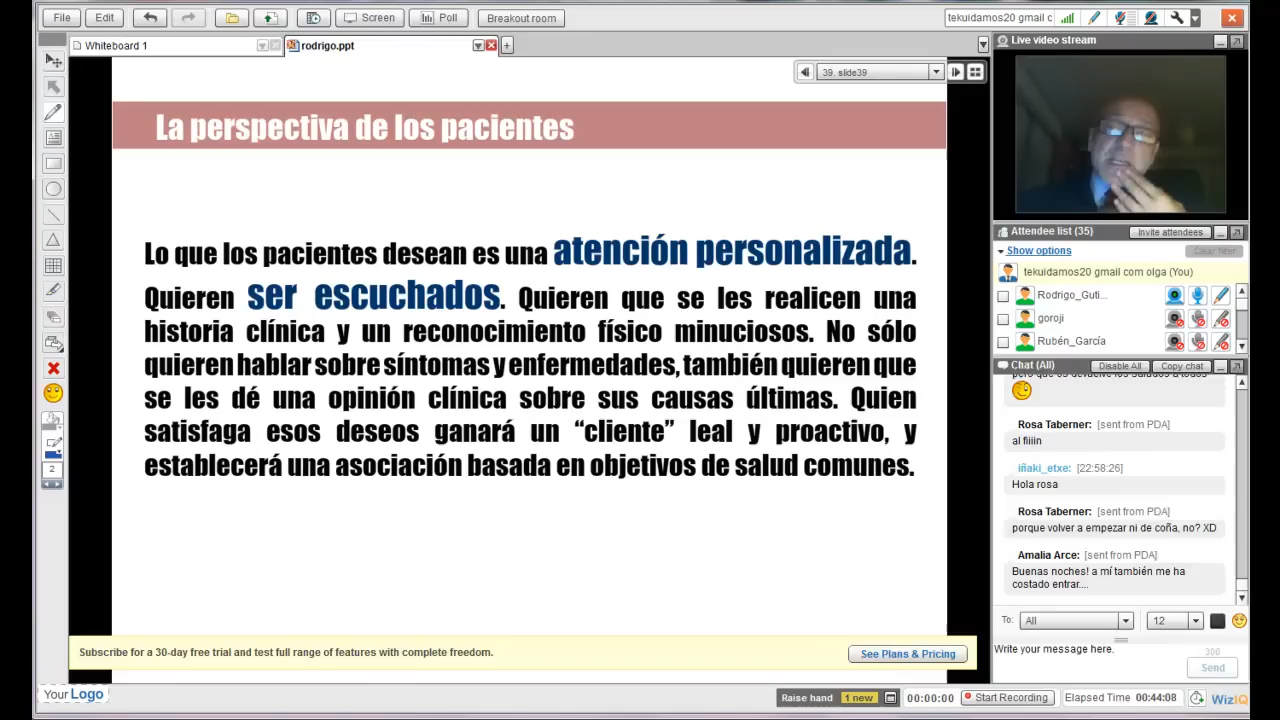 File Edit Screen Poll Breakout room
tekuidamos20 gmail c
Whiteboard 1 rodrigo.ppt
Live video stream
39. slide39
La perspectiva de los pacientes
Lo que los pacientes desean es una atención personalizada.
Quieren ser escuchados. Quieren que se les realicen una
historia clínica y un reconocimiento físico minuciosos. No sólo
quieren hablar sobre síntomas y enfermedades, también quieren que
se les dé una opinión clínica sobre sus causas últimas. Quien
satisfaga esos deseos ganará un “cliente” leal y proactivo, y
establecerá una asociación basada en objetivos de salud comunes.
Attendee list (35) Invite attendees
Show options
tekuidamos20 gmail com olga (You)
Rodrigo_Guti...
goroji
Rubén_García
Chat (All) Disable All Copy chat
Rosa Taberner: [sent from PDA]
al fiiiin
iñaki_etxe: [22:58:26]
Hola rosa
Rosa Taberner: [sent from PDA]
porque volver a empezar ni de coña, no? XD
Amalia Arce: [sent from PDA]
Buenas noches! a mí también me ha
costado entrar....
To: All 12
Write your message here.
300
Send
2
Subscribe for a 30-day free trial and test full range of features with complete freedom. See Plans & Pricing
Your Logo
Raise hand 1 new 00:00:00 Start Recording Elapsed Time 00:44:08 WizIQ